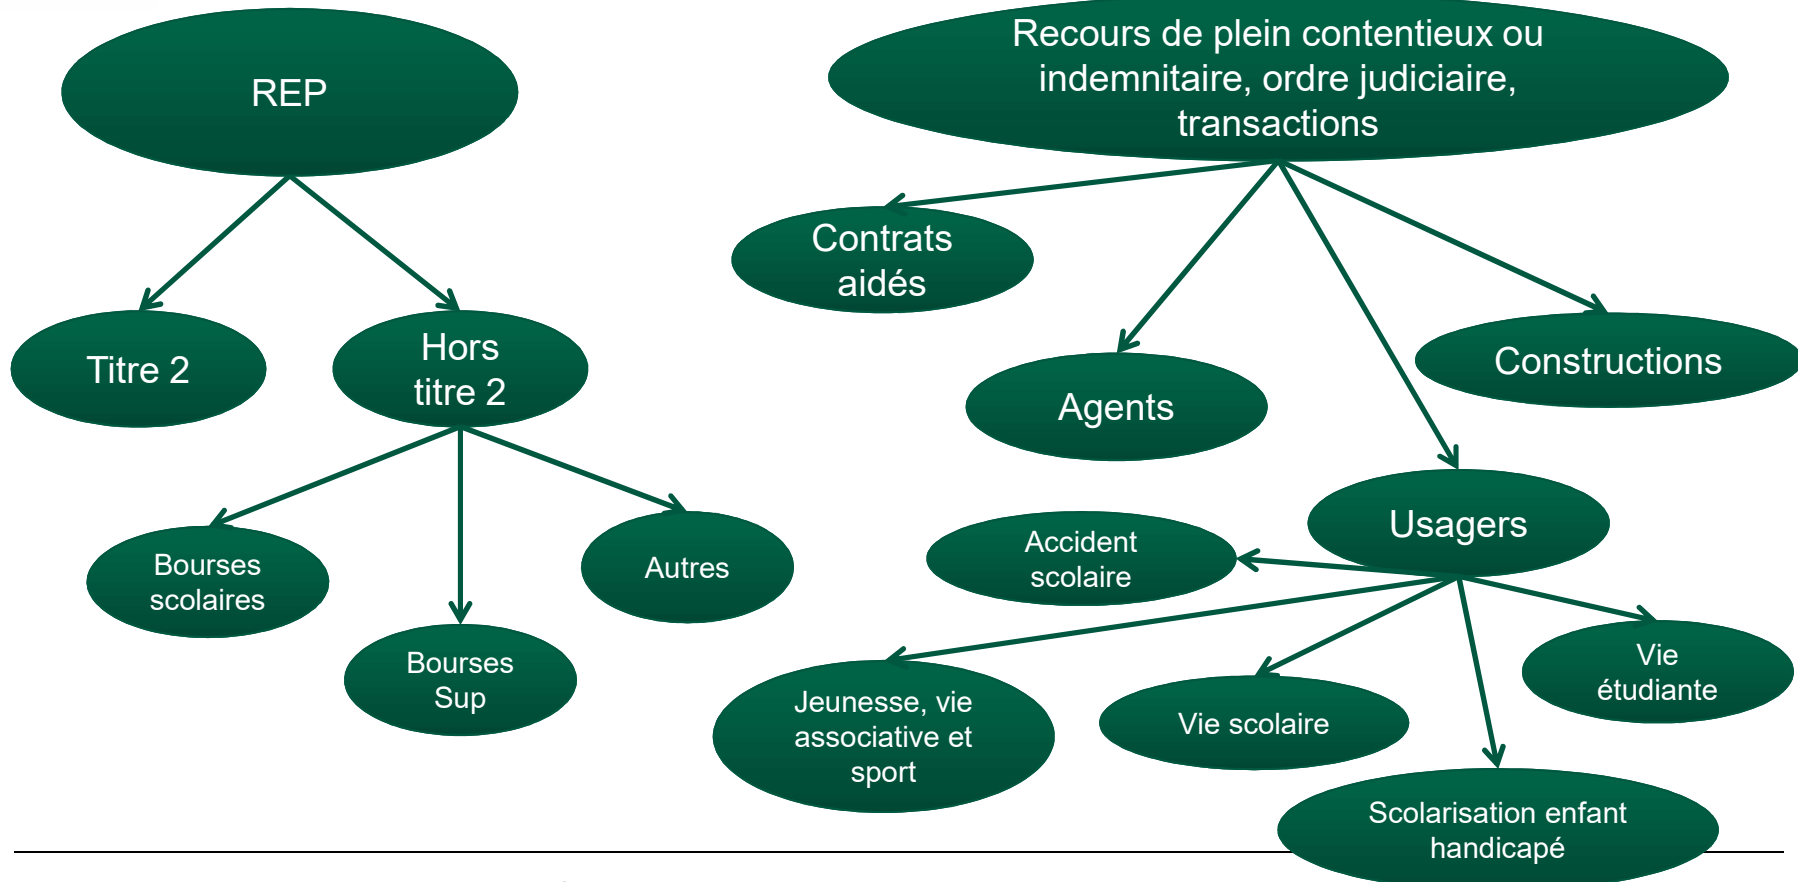 REP
Recours de plein contentieux ou
indemnitaire, ordre judiciaire,
transactions
Contrats
aidés
Titre 2
Hors
titre 2
Agents
Constructions
Usagers
Bourses
scolaires
Autres
Accident
scolaire
Bourses
Sup
Jeunesse, vie
associative et
sport
Vie scolaire
Vie
étudiante
Scolarisation enfant
handicapé